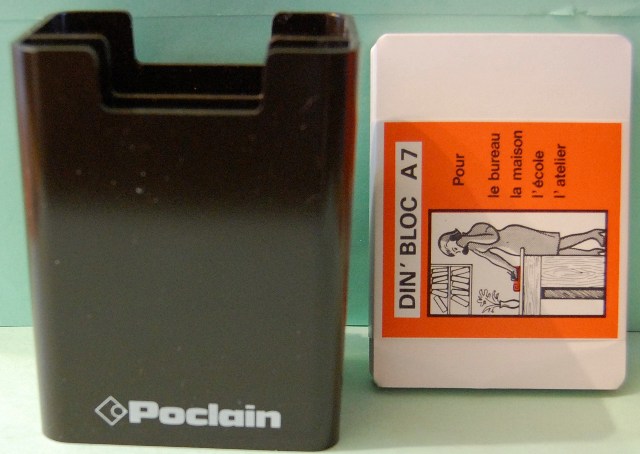 Poclain
DIN' BLOC A7
Pour
le bureau
la maison
l'école
l'atelier